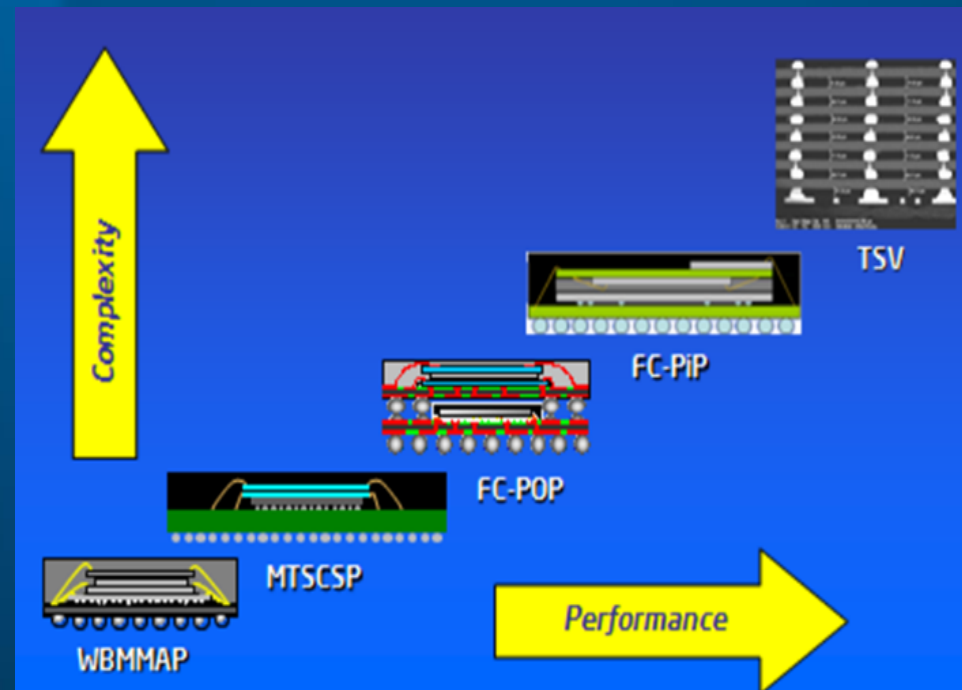 Complexity
TSV
FC-PiP
FC-POP
MTSCSP
WBMMAP
Performance